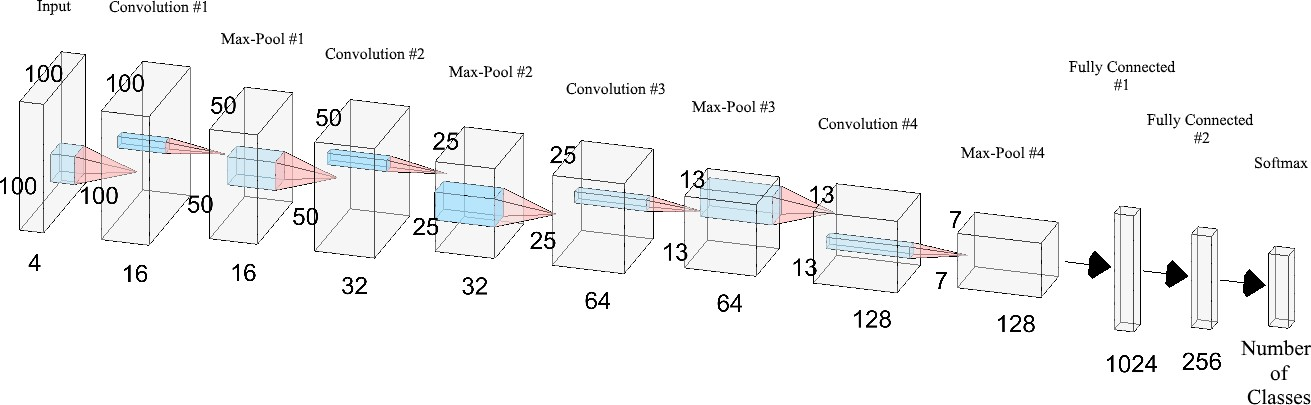 Input
Convolution #1
Max-Pool #1
Convolution #2
Max-Pool #2
Convolution #3
Max-Pool #3
Convolution #4
Max-Pool #4
Fully Connected
#1
Fully Connected
#2
Softmax
100
100
4
100
100
16
50
50
16
50
50
32
25
25
32
25
25
64
13
13
64
13
13
128
7
7
128
1024
256
Number
of
Classes